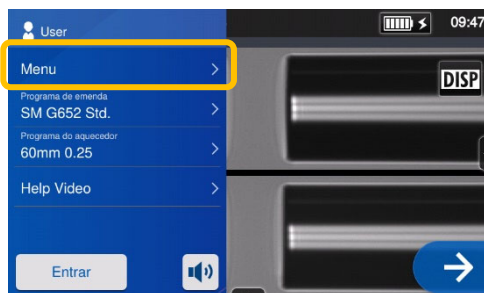 User
09:47
Menu
DISP
Programa de emenda
SM G652 Std.
Programa do aquecedor
60mm 0.25
Help Video
Entrar